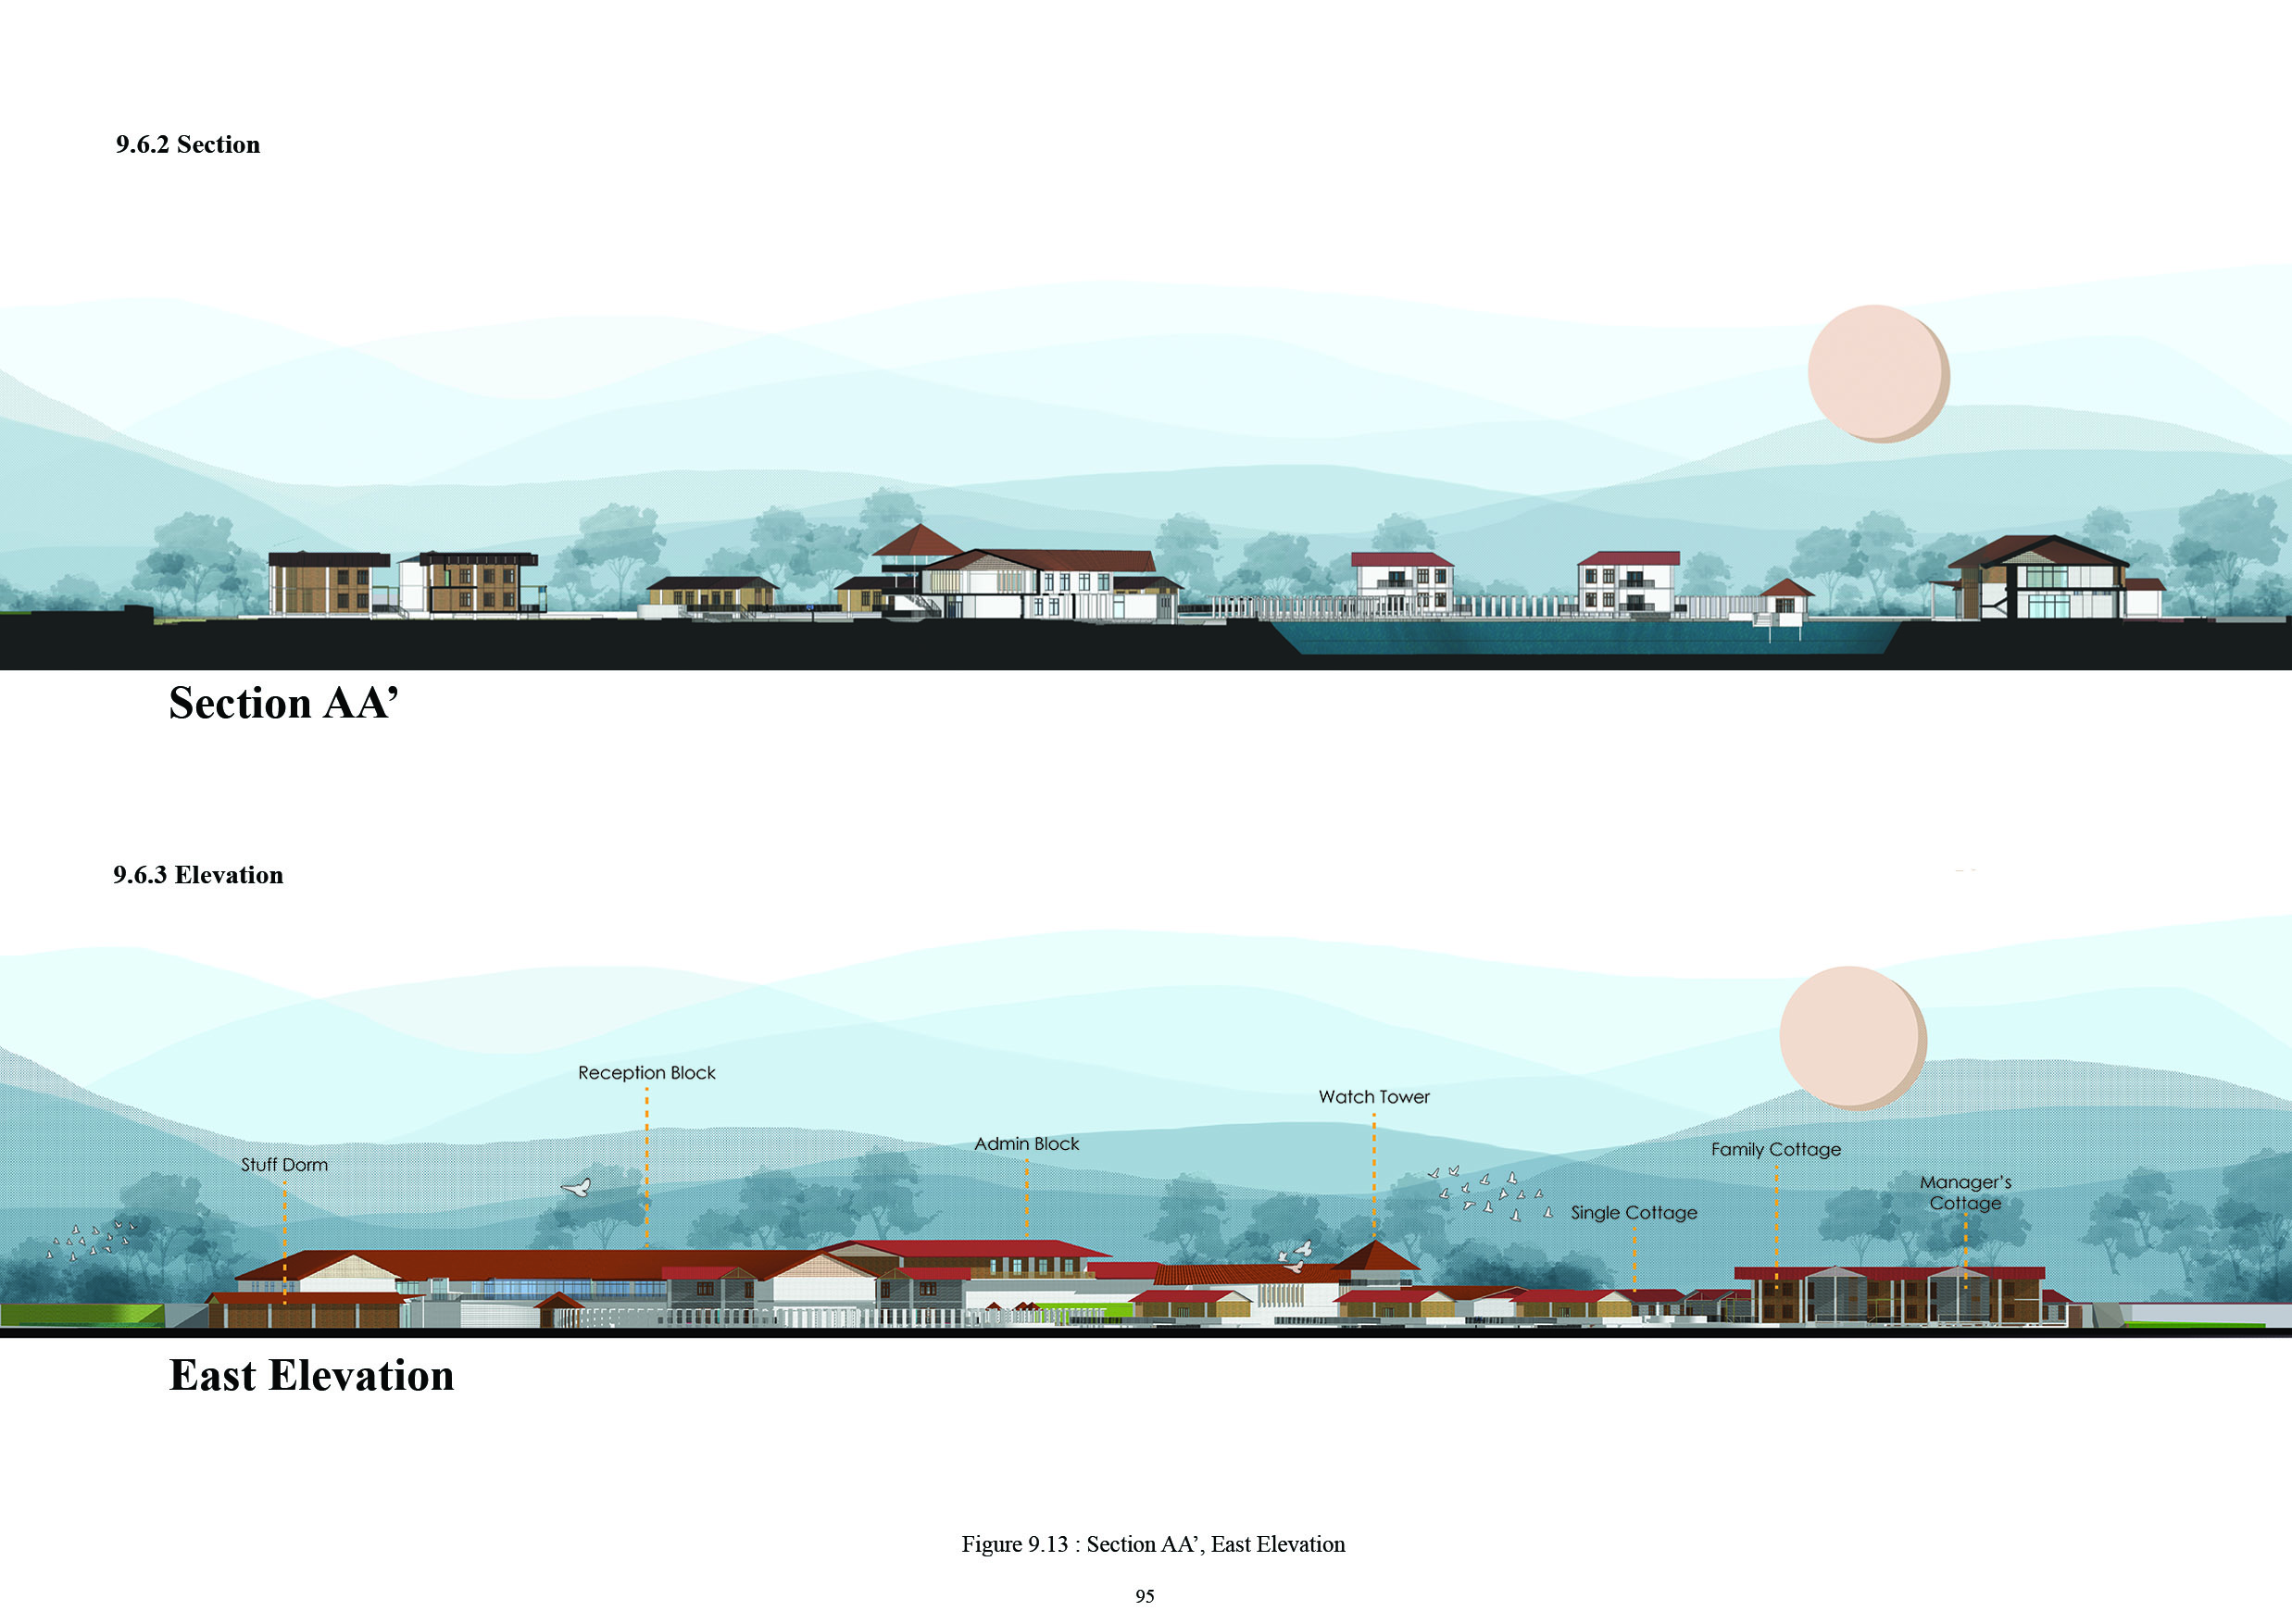 9.6.2 Section
Section AA’
9.6.3 Elevation
Reception Block
Watch Tower
Admin Block
Family Cottage
Stuff Dorm
Manager’s
Cottage
Single Cottage
East Elevation
Figure 9.13 : Section AA’, East Elevation
95